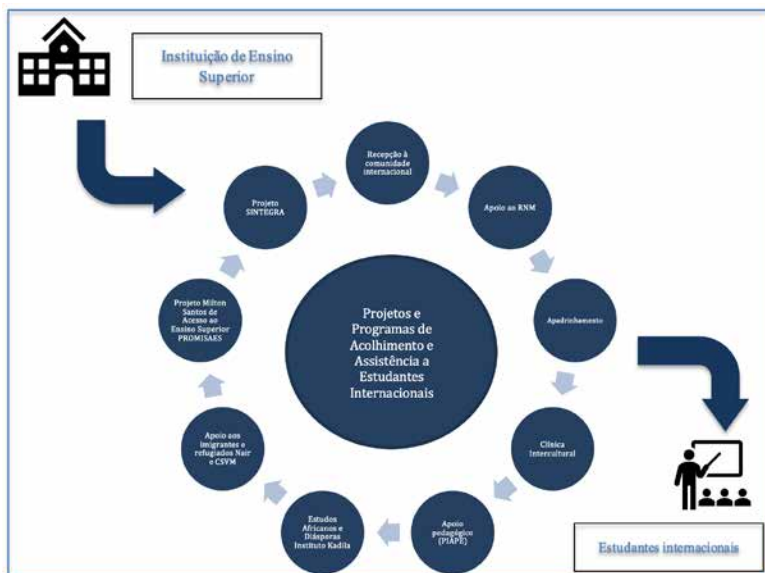 Instituição de Ensino
Superior
Recepção à
comunidade
internacional
Apoio ao RNM
Apadrinhamento
Clínica
Intercultural
Apoio
pedagógico
(PIAPE)
Estudos
Africanos e
Diásporas
Instituto Kadila
Apoio aos
imigrantes e
refugiados Nair
e CSVM
Projeto Milton
Santos de
Acesso ao
Ensino Superior
PROMISAES
Projeto
SINTEGRA
Projetos e
Programas de
Acolhimento e
Assistência a
Estudantes
Internacionais
Estudantes internacionais